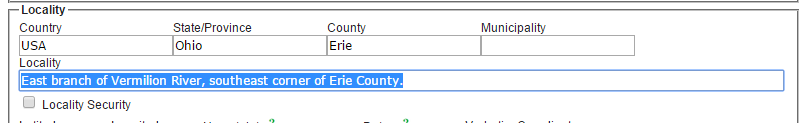 Locality
Country State/Province County Municipality
USA Ohio Erie
Locality
East branch of Vermilion River, southeast corner of Erie County.
Locality Security